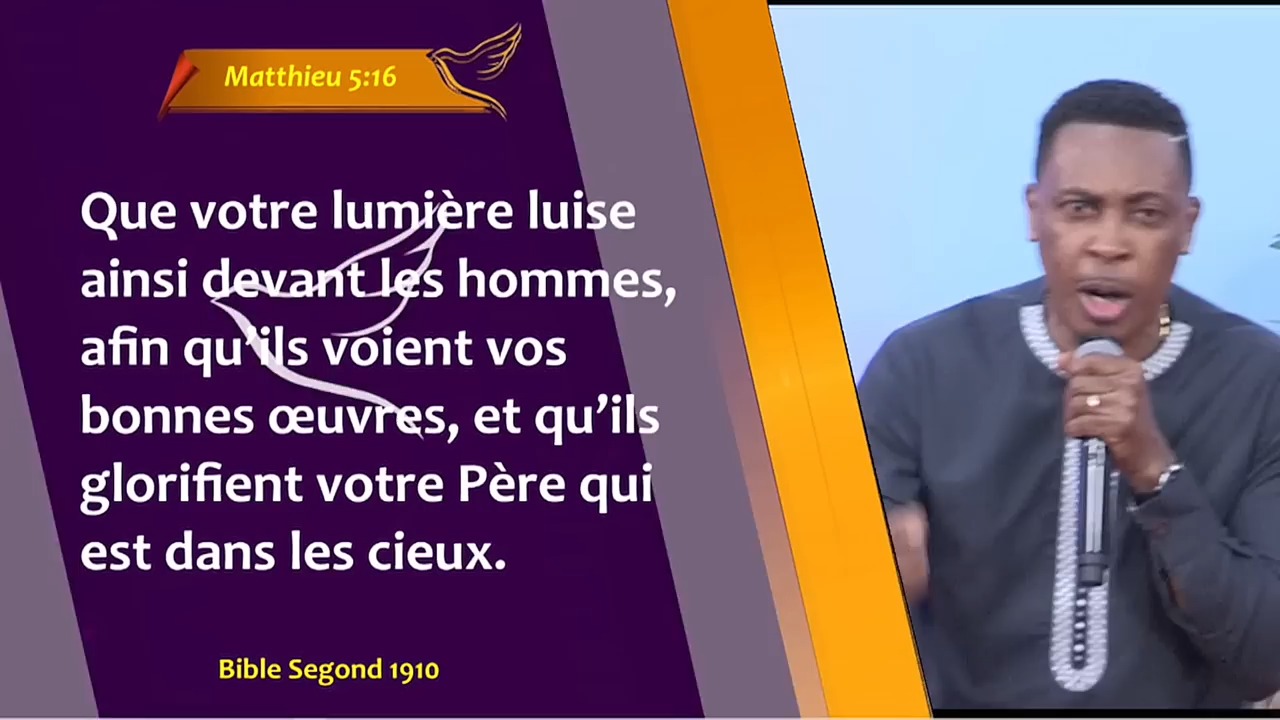 Matthieu 5:16
Que votre lumière luise
ainsi devant les hommes,
afin qu’ils voient vos
bonnes œuvres, et qu’ils
glorifient votre Père qui
est dans les cieux.
Bible Segond 1910